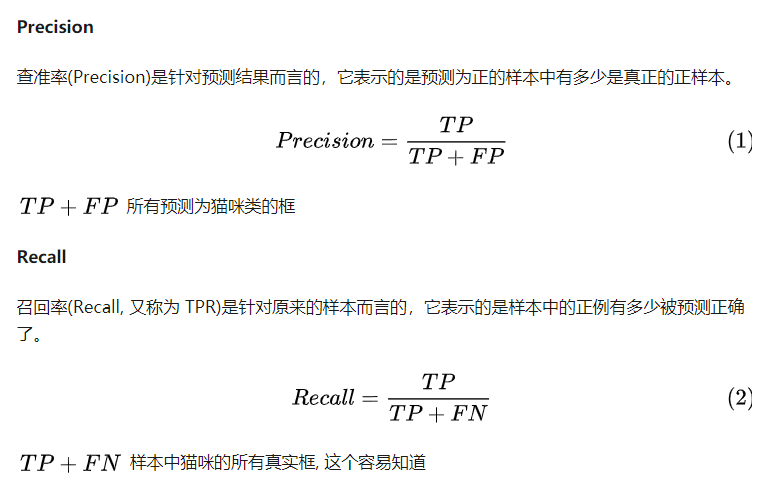 Precision
查准率(Precision)是针对预测结果而言的，它表示的是预测为正的样本中有多少是真正的正样本。
Precision = TP / (TP + FP) (1)
TP + FP 所有预测为猫咪类的框
Recall
召回率(Recall, 又称为 TPR)是针对原来的样本而言的，它表示的是样本中的正例有多少被预测正确
了。
Recall = TP / (TP + FN) (2)
TP + FN 样本中猫咪的所有真实框, 这个容易知道